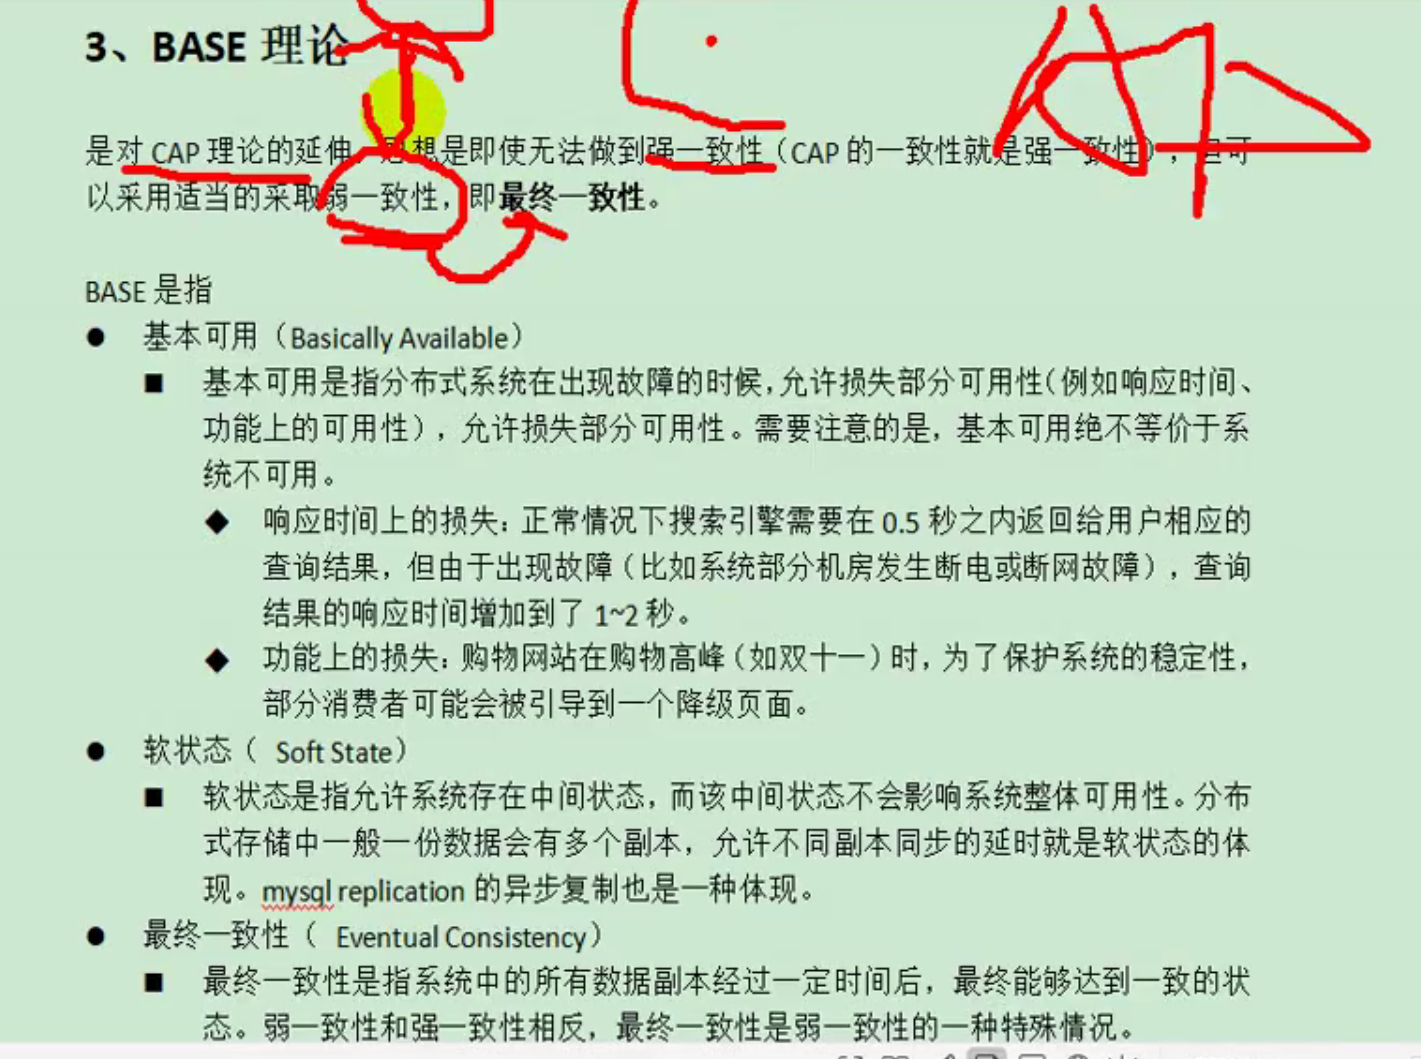 3、BASE 理论
是对 CAP 理论的延伸，思想是即使无法做到强一致性（CAP 的一致性就是强一致性），但可
以采用适当的采取弱一致性，即最终一致性。
BASE 是指
● 基本可用（Basically Available）
■ 基本可用是指分布式系统在出现故障的时候，允许损失部分可用性（例如响应时间、
功能上的可用性），允许损失部分可用性。需要注意的是，基本可用绝不等价于系
统不可用。
◆ 响应时间上的损失：正常情况下搜索引擎需要在 0.5 秒之内返回给用户相应的
查询结果，但由于出现故障（比如系统部分机房发生断电或断网故障），查询
结果的响应时间增加到了 1~2 秒。
◆ 功能上的损失：购物网站在购物高峰（如双十一）时，为了保护系统的稳定性，
部分消费者可能会被引导到一个降级页面。
● 软状态（ Soft State）
■ 软状态是指允许系统存在中间状态，而该中间状态不会影响系统整体可用性。分布
式存储中一般一份数据会有多个副本，允许不同副本同步的延时就是软状态的体
现。mysql replication 的异步复制也是一种体现。
● 最终一致性（ Eventual Consistency）
■ 最终一致性是指系统中的所有数据副本经过一定时间后，最终能够达到一致的状
态。弱一致性和强一致性相反，最终一致性是弱一致性的一种特殊情况。